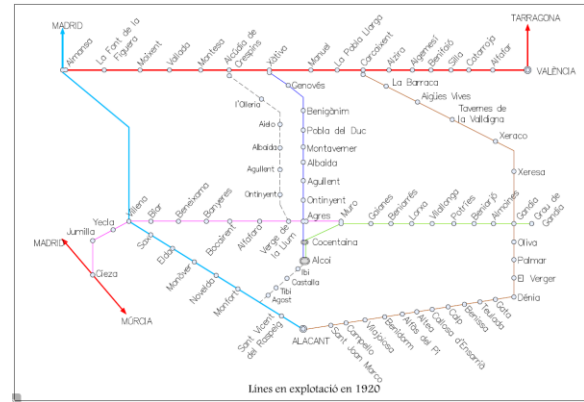 MADRID
TARRAGONA
Almansa
La Font de la
Figuera
Moixent
Vallada
Montesa
Alcúdia de
Crespins
Xàtiva
Manuel
La Pobla Llarga
Carcaixent
Alzira
Algemesí
Benifaió
Silla
Catarroja
Alfafar
VALÈNCIA
Genovés
La Barraca
Aigües Vives
Tavernes de
la Valldigna
Xeraco
Xeresa
l'Olleria
Aielo
Albaida
Agullent
Ontinyent
Benigànim
Pobla del Duc
Montaverner
Albaida
Agullent
Ontinyent
Agres
Villena
Biar
Beneixama
Banyeres
Bocairent
Alfafara
Verge de
la Llum
Muro
Gaianes
Beniarrés
Lorxa
Vilallonga
Potríes
Beniarjó
Almoines
Gandia
Grau de
Gandia
Yecla
Jumilla
MADRID
Cieza
MÚRCIA
Sax
Elda
Monòver
Novelda
Monfort
Sant Vicent
del Raspeig
Cocentaina
Alcoi
Ibi
Castalla
Tibi
Agost
Oliva
Palmar
El Verger
Dénia
ALACANT
Sant Joan
Campello
Vilajoiosa
Benidorm
Alfàs del Pi
Altea
Callosa d'Ensarrià
Calp
Benissa
Teulada
Gata
Lines en explotació en 1920